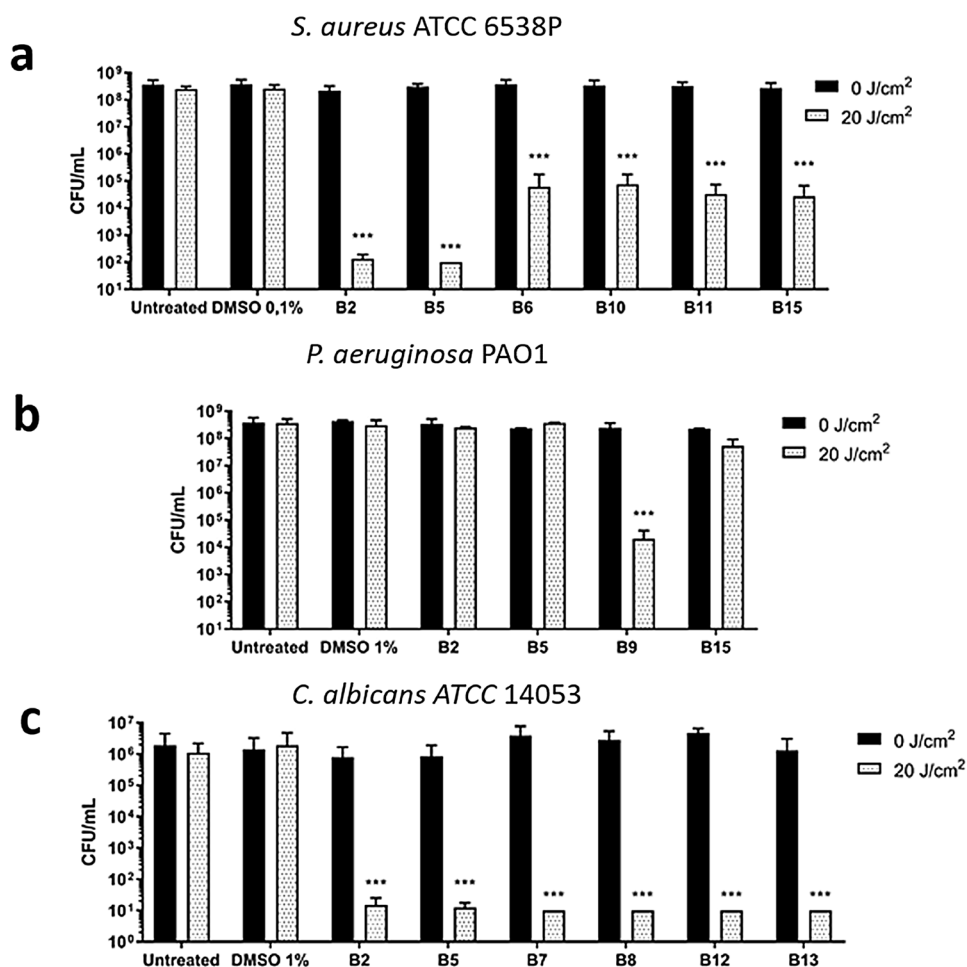 S. aureus ATCC 6538P
a
CFU/mL
10⁹
10⁸
10⁷
10⁶
10⁵
10⁴
10³
10²
10¹
0 J/cm²
20 J/cm²
*** *** *** *** *** ***
Untreated DMSO 0,1% B2 B5 B6 B10 B11 B15
P. aeruginosa PAO1
b
CFU/mL
10⁹
10⁸
10⁷
10⁶
10⁵
10⁴
10³
10²
10¹
0 J/cm²
20 J/cm²
***
Untreated DMSO 1% B2 B5 B9 B15
C. albicans ATCC 14053
c
CFU/mL
10⁷
10⁶
10⁵
10⁴
10³
10²
10¹
10⁰
0 J/cm²
20 J/cm²
*** *** *** *** *** ***
Untreated DMSO 1% B2 B5 B7 B8 B12 B13